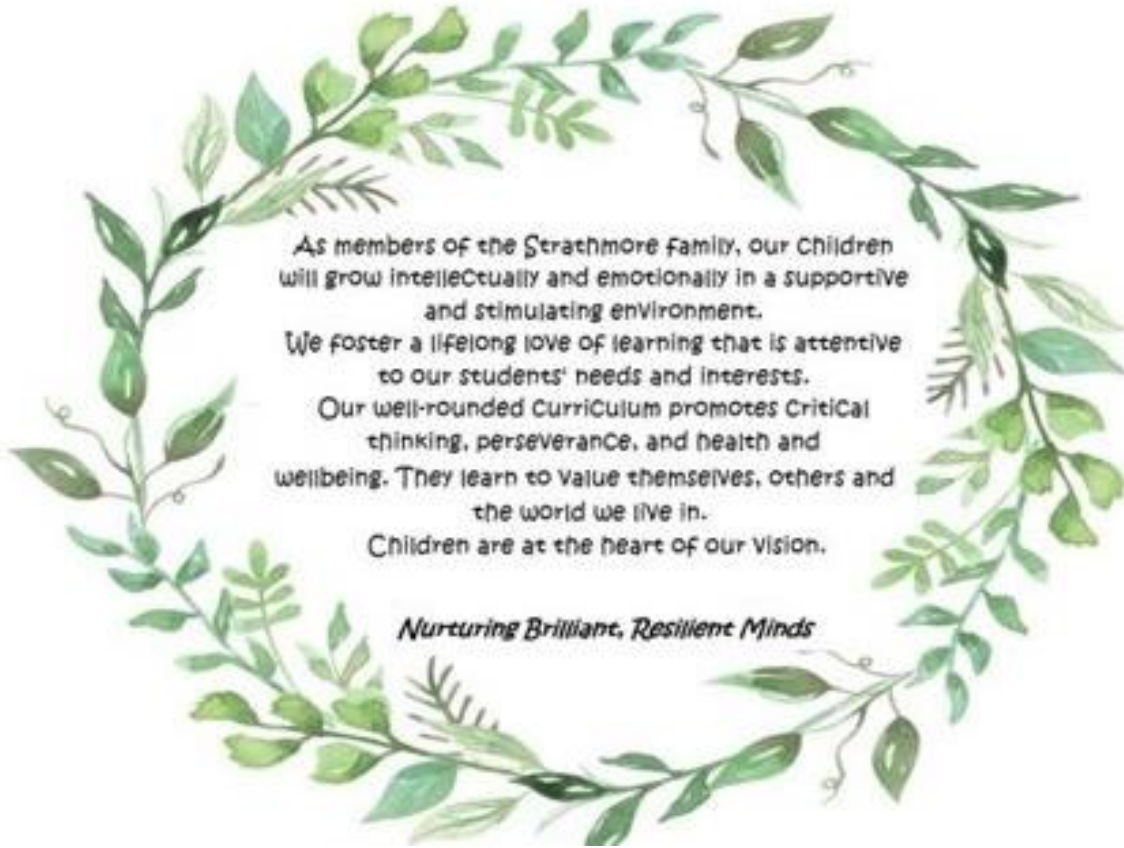 As members of the Strathmore family, our children
will grow intellectually and emotionally in a supportive
and stimulating environment.
We foster a lifelong love of learning that is attentive
to our students' needs and interests.
Our well-rounded curriculum promotes critical
thinking, perseverance, and health and
wellbeing. They learn to value themselves, others and
the world we live in.
Children are at the heart of our vision.
Nurturing Brilliant, Resilient Minds